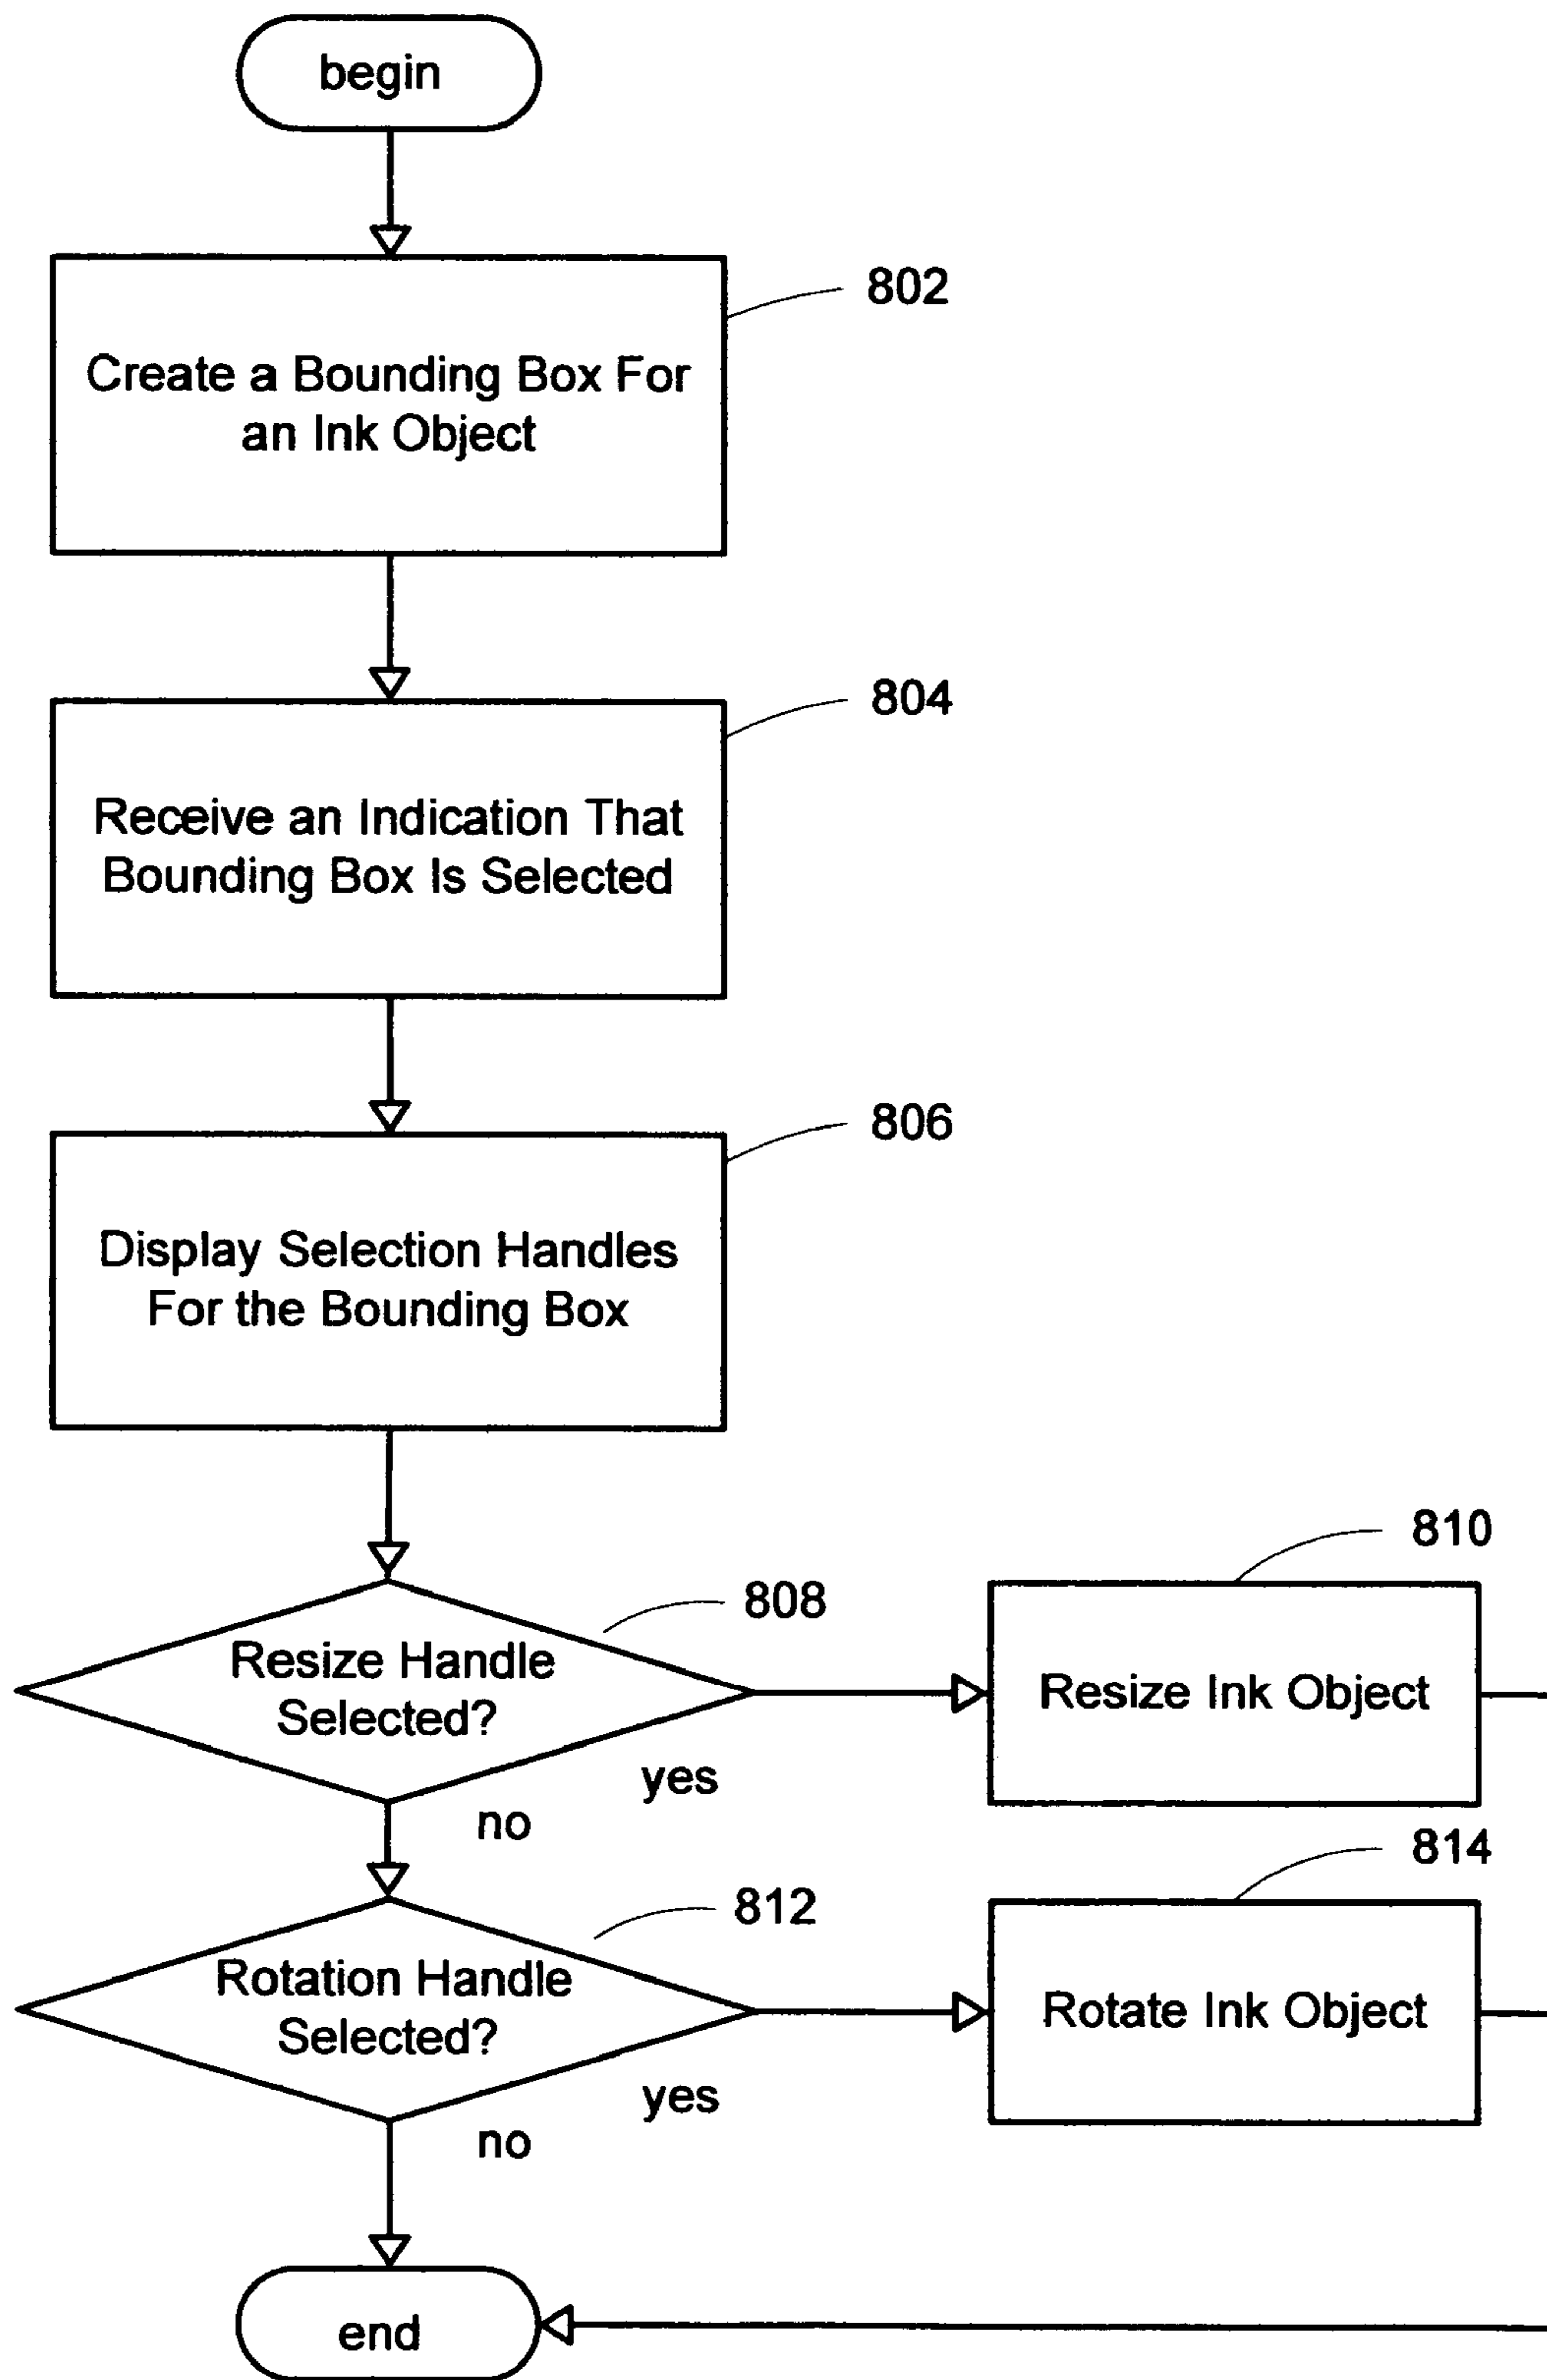 begin
802
Create a Bounding Box For
an Ink Object
804
Receive an Indication That
Bounding Box Is Selected
806
Display Selection Handles
For the Bounding Box
808
Resize Handle
Selected?
yes
no
810
Resize Ink Object
812
Rotation Handle
Selected?
yes
no
814
Rotate Ink Object
end